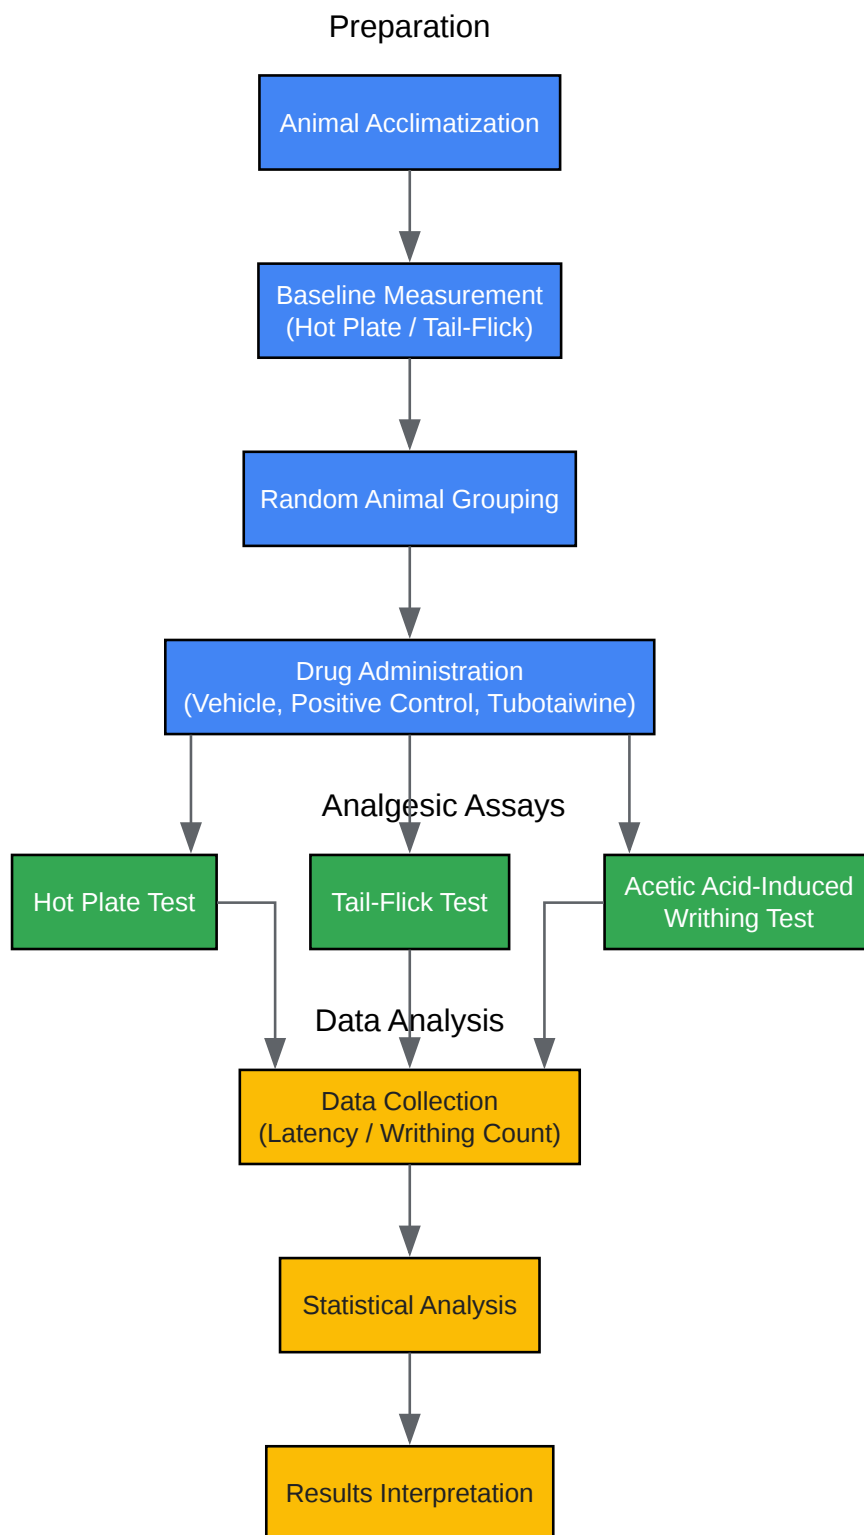 Preparation
Animal Acclimatization
Baseline Measurement
(Hot Plate / Tail-Flick)
Random Animal Grouping
Drug Administration
(Vehicle, Positive Control, Tubotaiwine)
Analgesic Assays
Hot Plate Test
Tail-Flick Test
Acetic Acid-Induced
Writhing Test
Data Analysis
Data Collection
(Latency / Writhing Count)
Statistical Analysis
Results Interpretation